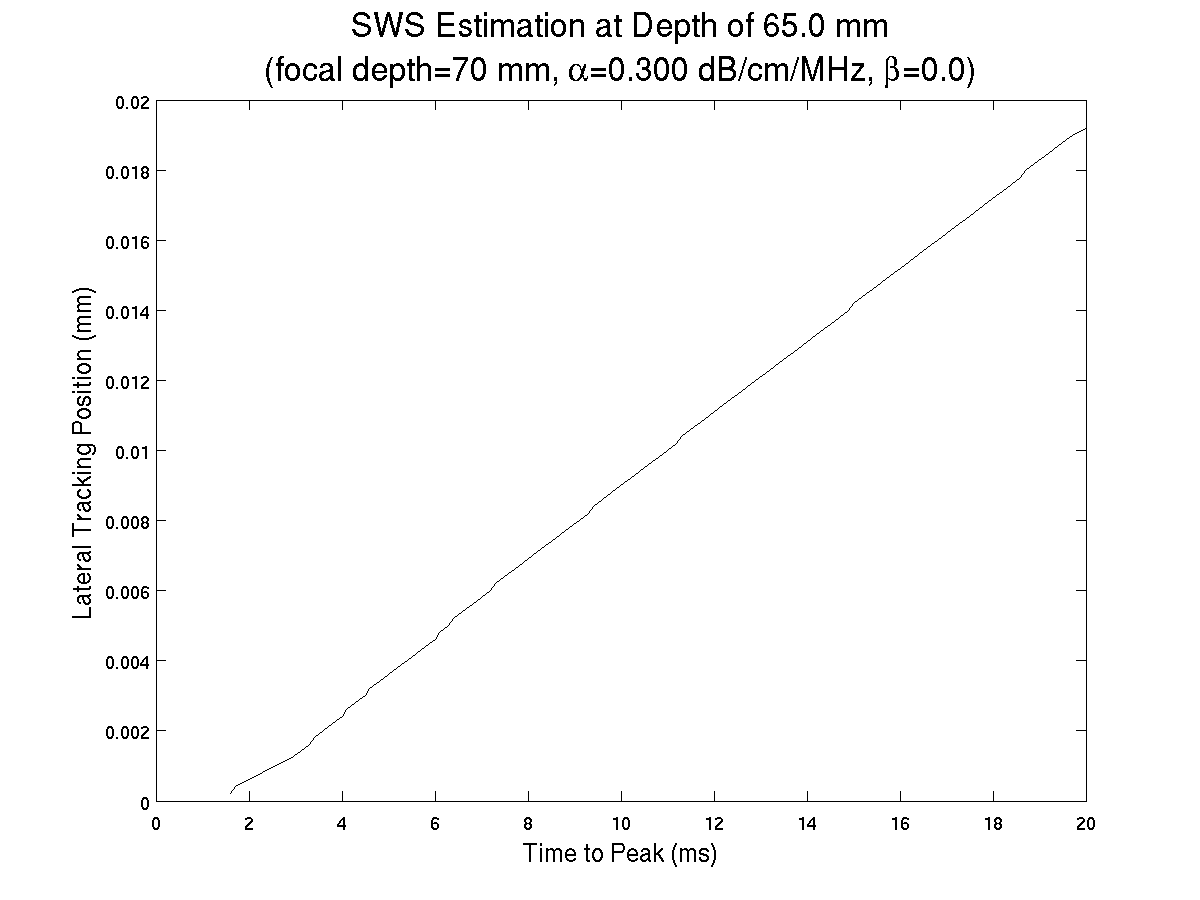 SWS Estimation at Depth of 65.0 mm
(focal depth=70 mm, α=0.300 dB/cm/MHz, β=0.0)
0.02
0.018
0.016
0.014
0.012
0.01
0.008
0.006
0.004
0.002
0
Lateral Tracking Position (mm)
0 2 4 6 8 10 12 14 16 18 20
Time to Peak (ms)